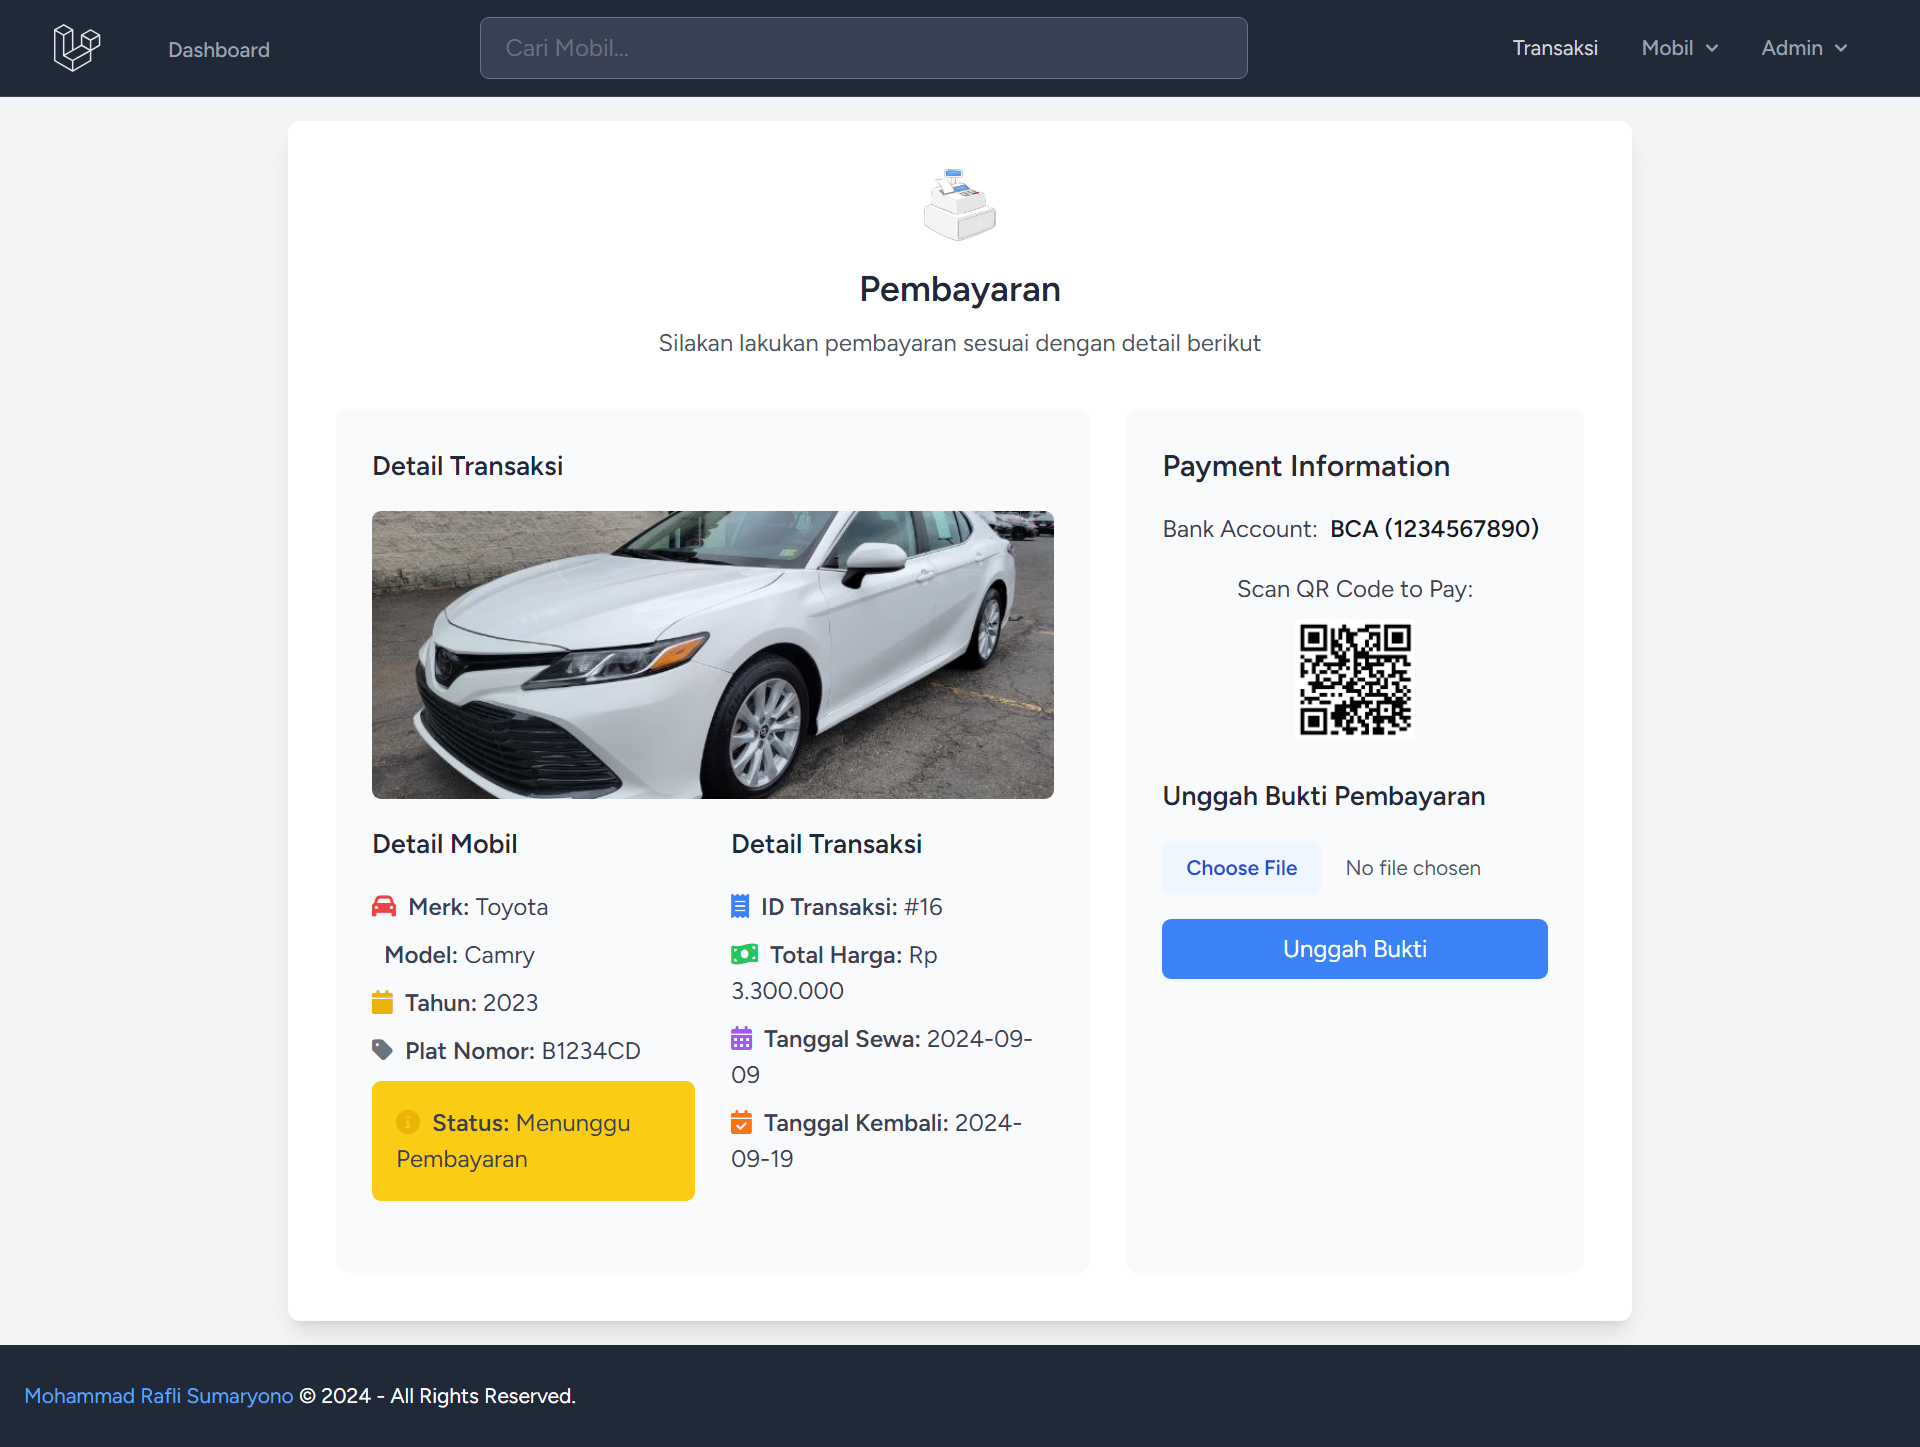 Dashboard
Cari Mobil...
Transaksi
Mobil
Admin
Pembayaran
Silakan lakukan pembayaran sesuai dengan detail berikut
Detail Transaksi
Detail Mobil
Merk: Toyota
Model: Camry
Tahun: 2023
Plat Nomor: B1234CD
Status: Menunggu
Pembayaran
Detail Transaksi
ID Transaksi: #16
Total Harga: Rp
3.300.000
Tanggal Sewa: 2024-09-
09
Tanggal Kembali: 2024-
09-19
Payment Information
Bank Account: BCA (1234567890)
Scan QR Code to Pay:
Unggah Bukti Pembayaran
Choose File
No file chosen
Unggah Bukti
Mohammad Rafli Sumaryono © 2024 - All Rights Reserved.